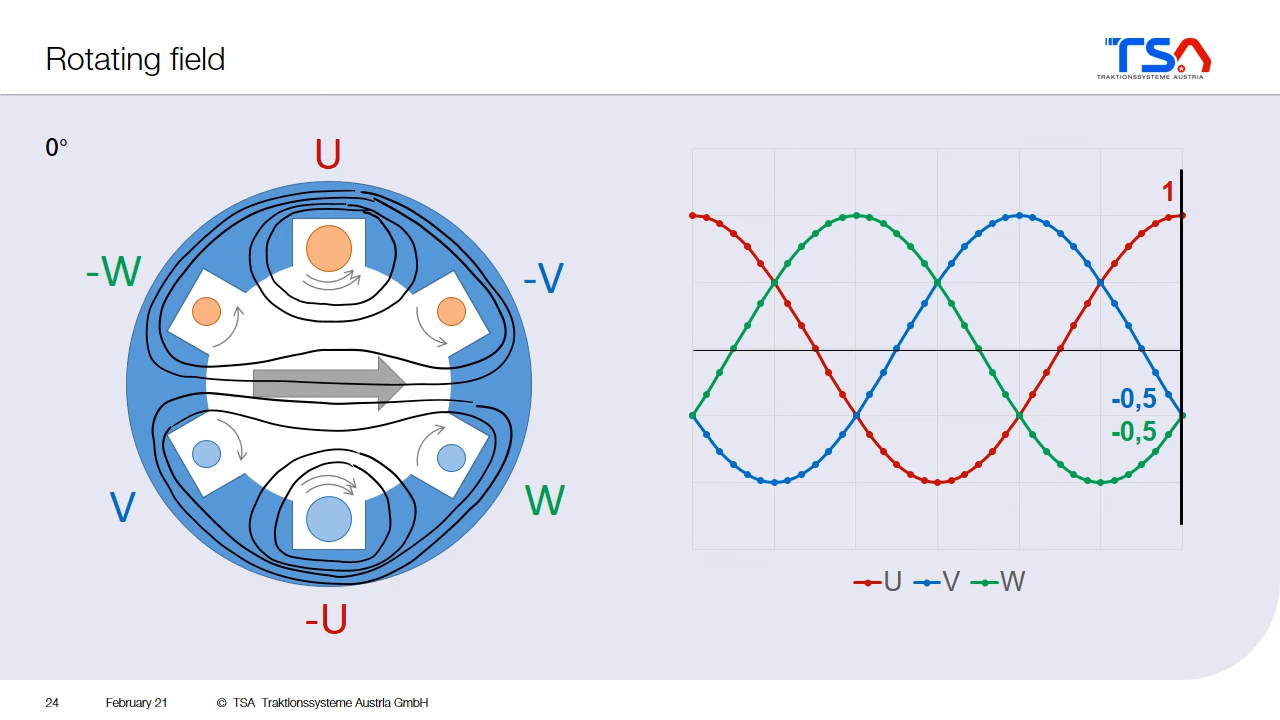 Rotating field
TSA
TRAKTIONSSYSTEME AUSTRIA
0°
U
-W
-V
V
W
-U
1
-0,5
-0,5
U V W
24 February 21 © TSA Traktionssysteme Austria GmbH